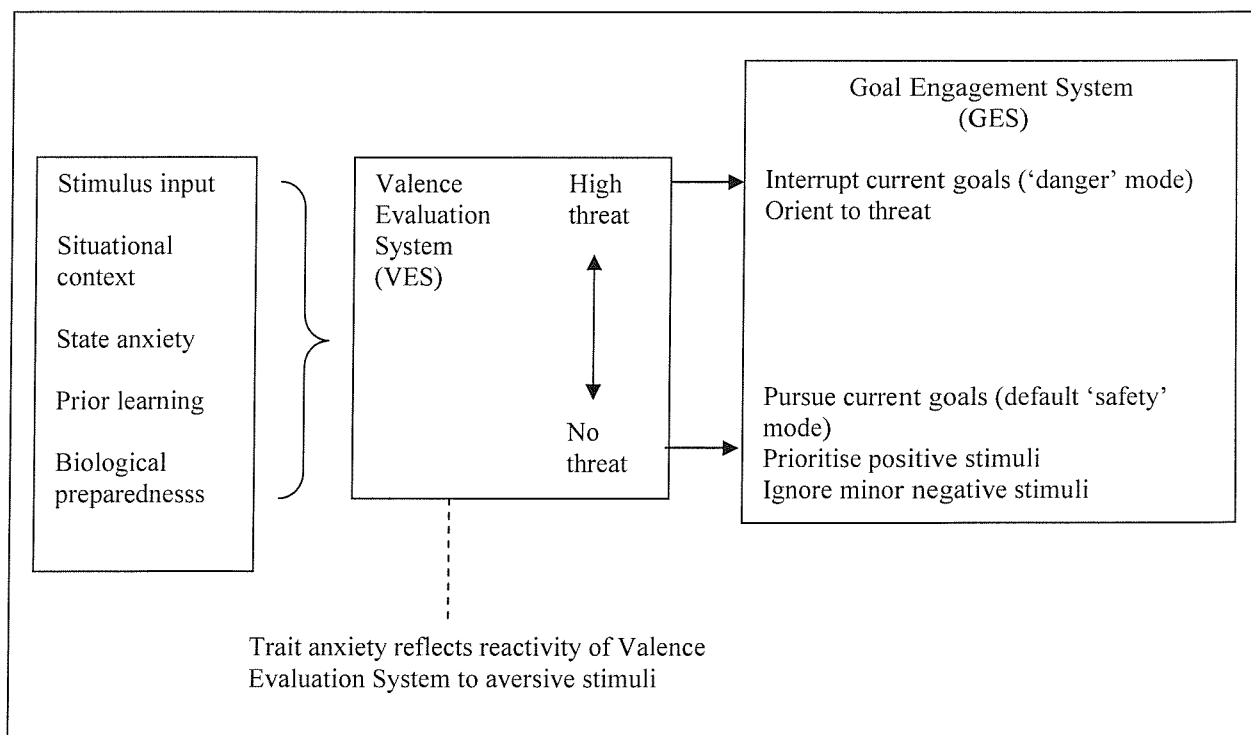 Stimulus input
Situational
context
State anxiety
Prior learning
Biological
preparednesss
Valence
Evaluation
System
(VES)
High
threat
No
threat
Goal Engagement System
(GES)
Interrupt current goals (‘danger’ mode)
Orient to threat
Pursue current goals (default ‘safety’
mode)
Prioritise positive stimuli
Ignore minor negative stimuli
Trait anxiety reflects reactivity of Valence
Evaluation System to aversive stimuli